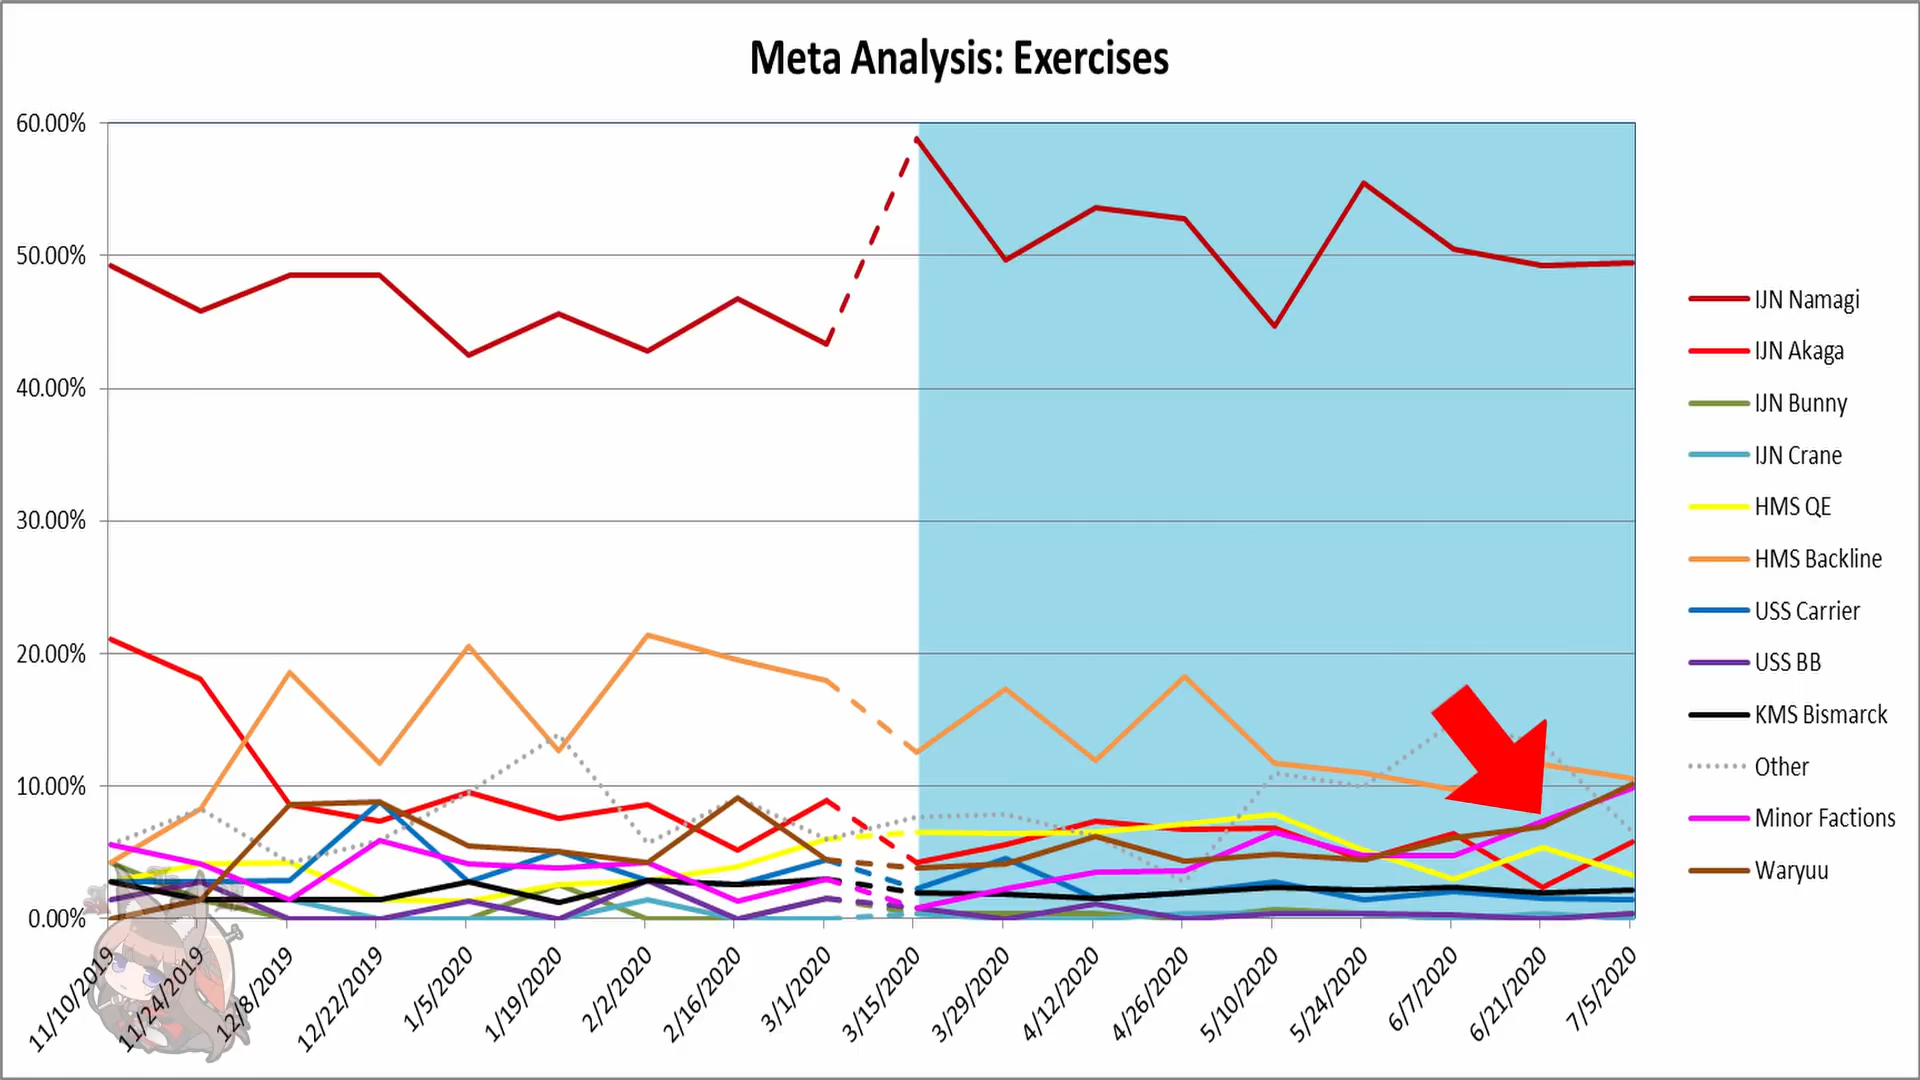 Meta Analysis: Exercises
60.00%
50.00%
40.00%
30.00%
20.00%
10.00%
0.00%
11/10/2019
11/24/2019
12/8/2019
12/22/2019
1/5/2020
1/19/2020
2/2/2020
2/16/2020
3/1/2020
3/15/2020
3/29/2020
4/12/2020
4/26/2020
5/10/2020
5/24/2020
6/7/2020
6/21/2020
7/5/2020
IJN Namagi
IJN Akaga
IJN Bunny
IJN Crane
HMS QE
HMS Backline
USS Carrier
USS BB
KMS Bismarck
Other
Minor Factions
Waryuu